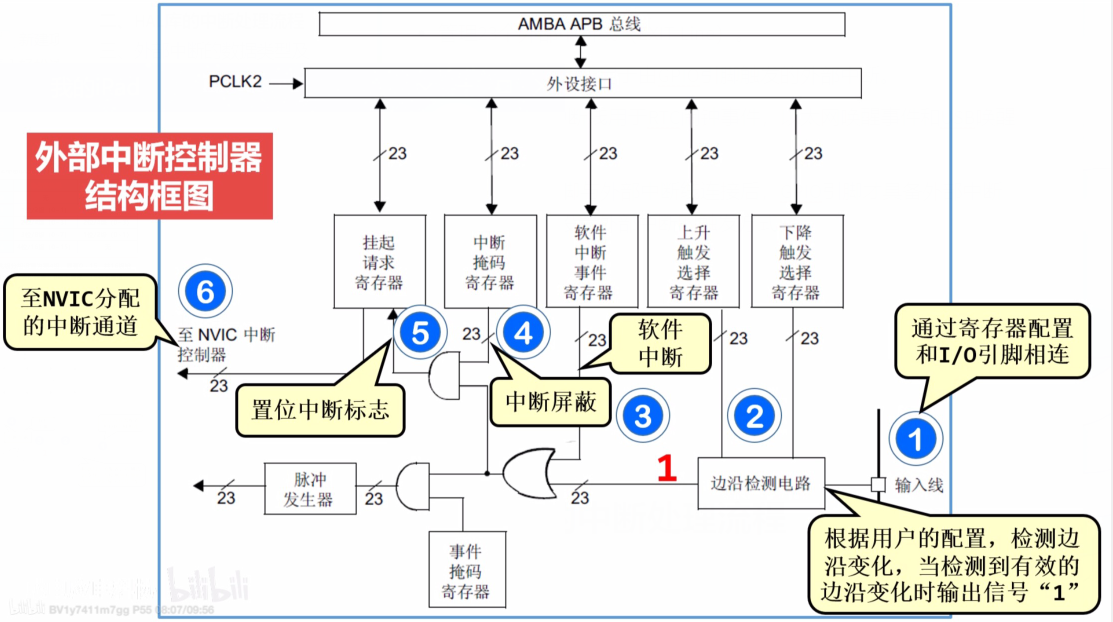 AMBA APB 总线
PCLK2
外设接口
外部中断控制器
结构框图
23
23
23
23
23
挂起
请求
寄存器
中断
掩码
寄存器
软件
中断
事件
寄存器
上升
触发
选择
寄存器
下降
触发
选择
寄存器
至NVIC分配
的中断通道
6
至 NVIC 中断
控制器
23
5
23
4
23
软件
中断
23
23
通过寄存器配置
和I/O引脚相连
置位中断标志
中断屏蔽
3
2
1
1
边沿检测电路
输入线
23
脉冲
发生器
23
23
根据用户的配置，检测边
沿变化，当检测到有效的
边沿变化时输出信号“1”
事件
掩码
寄存器
bilibili
BV1y7411m7gg P55 08:07/09:56